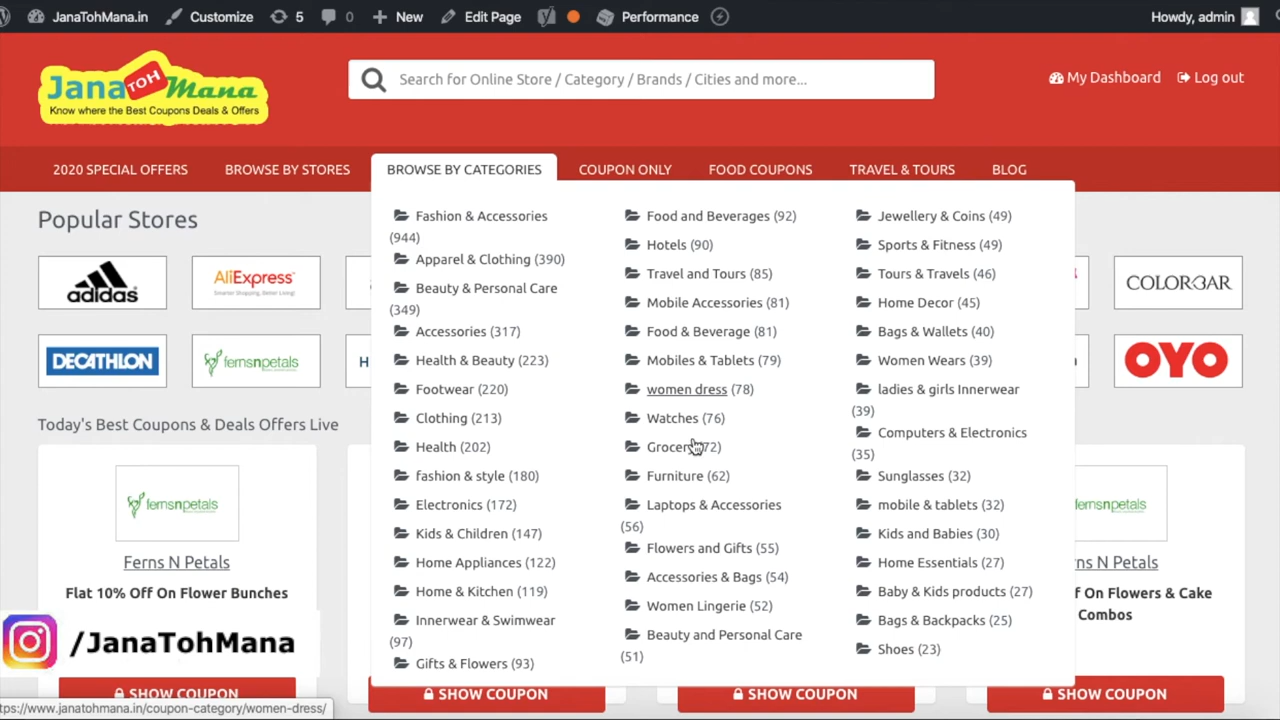 JanaTohMana.in Customize 5 0 New Edit Page Performance Howdy, admin
Jana TOH Mana
Know where the Best Coupons Deals & Offers
Search for Online Store / Category / Brands / Cities and more...
My Dashboard Log out
2020 SPECIAL OFFERS BROWSE BY STORES BROWSE BY CATEGORIES COUPON ONLY FOOD COUPONS TRAVEL & TOURS BLOG
Popular Stores
adidas
AliExpress
Smarter Shopping, Better Living!
COLORBAR
DECATHLON
fernsnpetals
H
OYO
Fashion & Accessories
(944)
Apparel & Clothing (390)
Beauty & Personal Care
(349)
Accessories (317)
Health & Beauty (223)
Footwear (220)
Clothing (213)
Health (202)
fashion & style (180)
Electronics (172)
Kids & Children (147)
Home Appliances (122)
Home & Kitchen (119)
Innerwear & Swimwear
(97)
Gifts & Flowers (93)
Food and Beverages (92)
Hotels (90)
Travel and Tours (85)
Mobile Accessories (81)
Food & Beverage (81)
Mobiles & Tablets (79)
women dress (78)
Watches (76)
Grocery (72)
Furniture (62)
Laptops & Accessories
(56)
Flowers and Gifts (55)
Accessories & Bags (54)
Women Lingerie (52)
Beauty and Personal Care
(51)
Jewellery & Coins (49)
Sports & Fitness (49)
Tours & Travels (46)
Home Decor (45)
Bags & Wallets (40)
Women Wears (39)
ladies & girls Innerwear
(39)
Computers & Electronics
(35)
Sunglasses (32)
mobile & tablets (32)
Kids and Babies (30)
Home Essentials (27)
Baby & Kids products (27)
Bags & Backpacks (25)
Shoes (23)
Today's Best Coupons & Deals Offers Live
fernsnpetals
Ferns N Petals
Flat 10% Off On Flower Bunches
ernsnpetals
ns N Petals
f On Flowers & Cake
Combos
/JanaTohMana
SHOW COUPON SHOW COUPON SHOW COUPON SHOW COUPON
tps://www.janatohmana.in/coupon-category/women-dress/